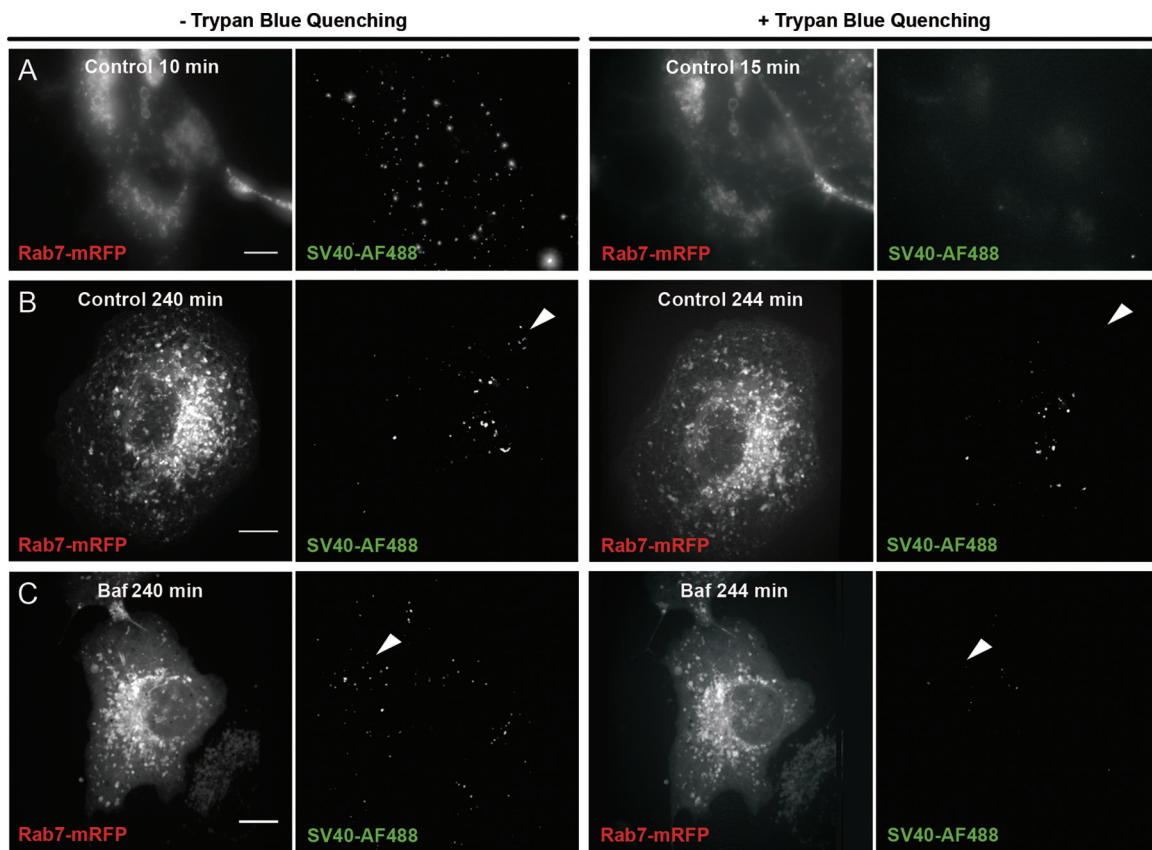 - Trypan Blue Quenching
+ Trypan Blue Quenching
A
Control 10 min
Control 15 min
Rab7-mRFP
SV40-AF488
Rab7-mRFP
SV40-AF488
B
Control 240 min
Control 244 min
Rab7-mRFP
SV40-AF488
Rab7-mRFP
SV40-AF488
C
Baf 240 min
Baf 244 min
Rab7-mRFP
SV40-AF488
Rab7-mRFP
SV40-AF488